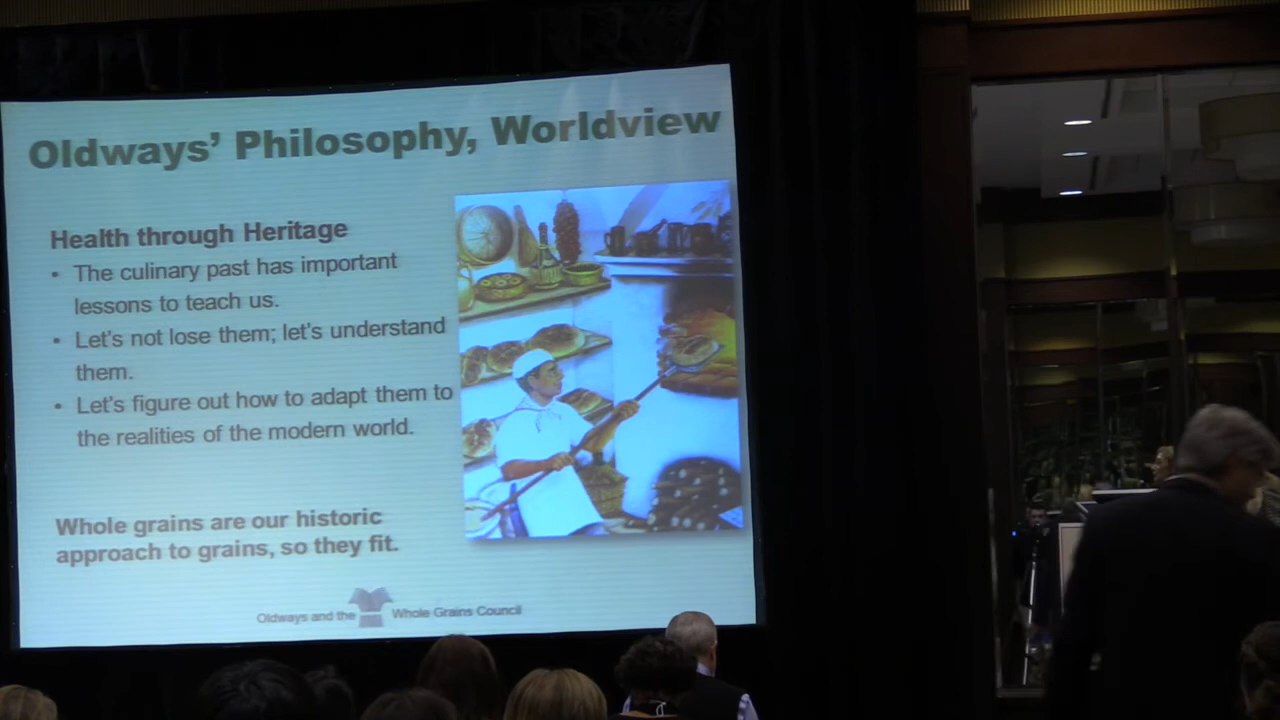 Oldways' Philosophy, Worldview
Health through Heritage
• The culinary past has important
lessons to teach us.
• Let's not lose them; let's understand
them.
• Let's figure out how to adapt them to
the realities of the modern world.
Whole grains are our historic
approach to grains, so they fit.
Oldways and the Whole Grains Council